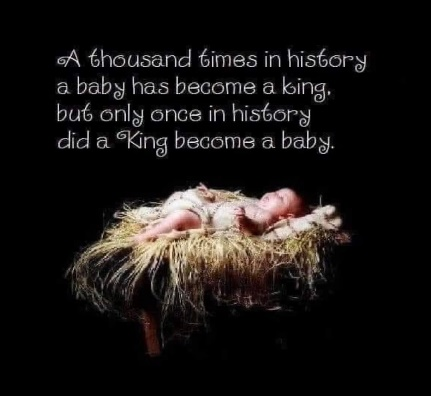 A thousand times in history
a baby has become a king,
but only once in history
did a King become a baby.